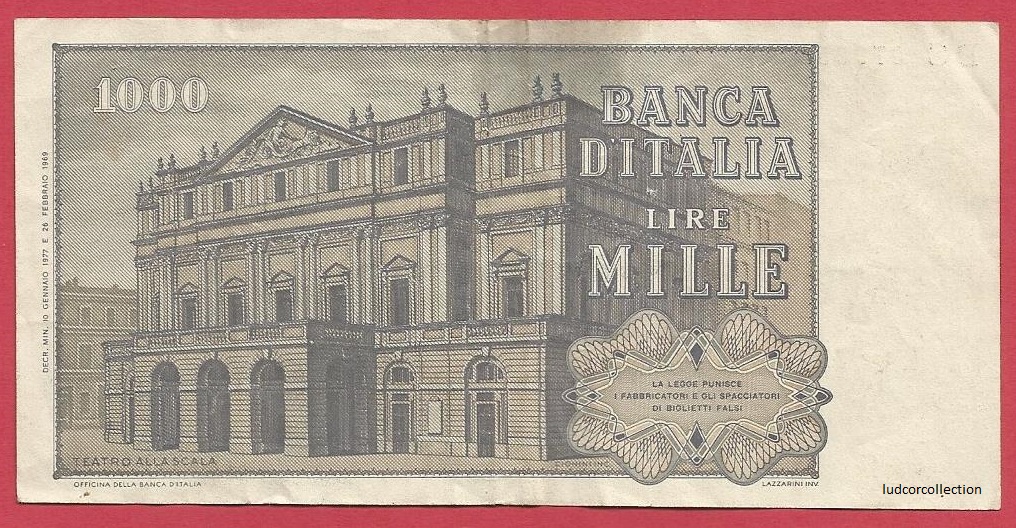 1000
BANCA
D'ITALIA
LIRE
MILLE
DECR. MIN. 10 GENNAIO 1977 E 26 FEBBRAIO 1969
LA LEGGE PUNISCE
I FABBRICATORI E GLI SPACCIATORI
DI BIGLIETTI FALSI
TEATRO ALLA SCALA
OFFICINA DELLA BANCA D'ITALIA
LAZZARINI INV.
ludcorcollection